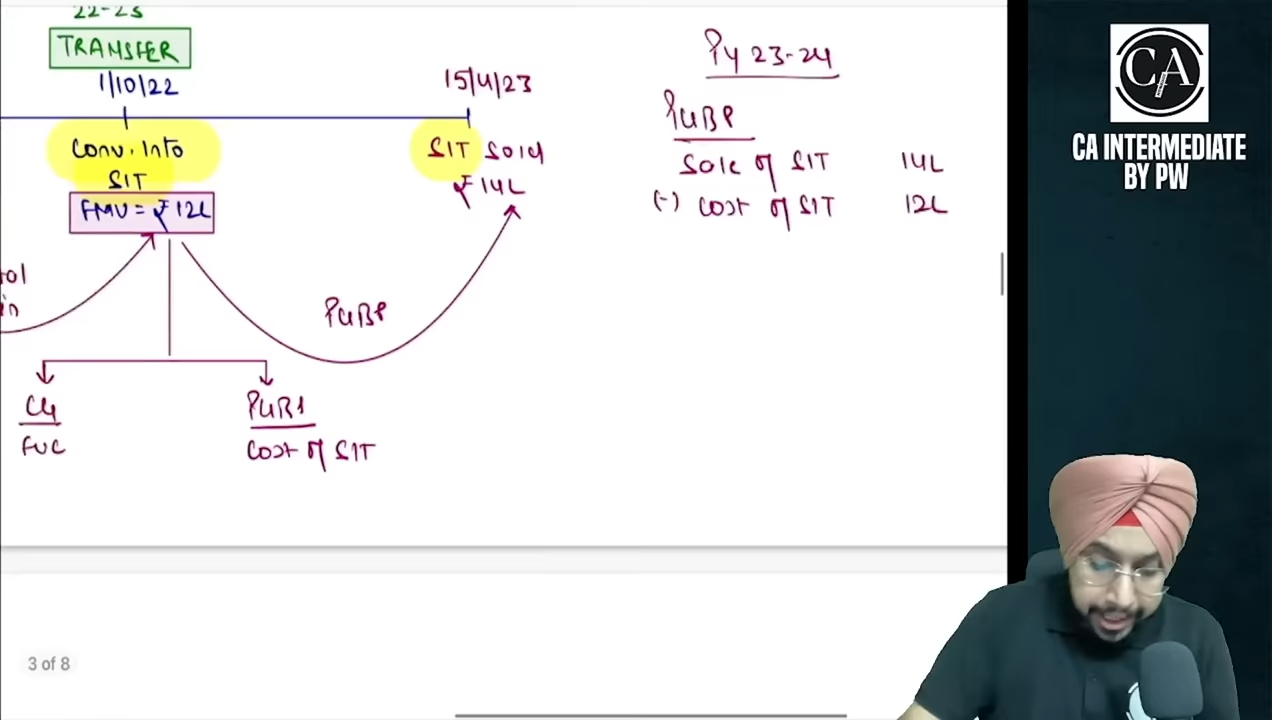 22-23
TRANSFER
1/10/22
Conv. Into
SIT
FMV = ₹ 12L
15/4/23
SIT Sold
₹ 14L
PGBP
CG
FVC
PGBP
Cost of SIT
Py 23-24
PGBP
Sale of SIT 14L
(-) Cost of SIT 12L
CA
CA INTERMEDIATE
BY PW
3 of 8